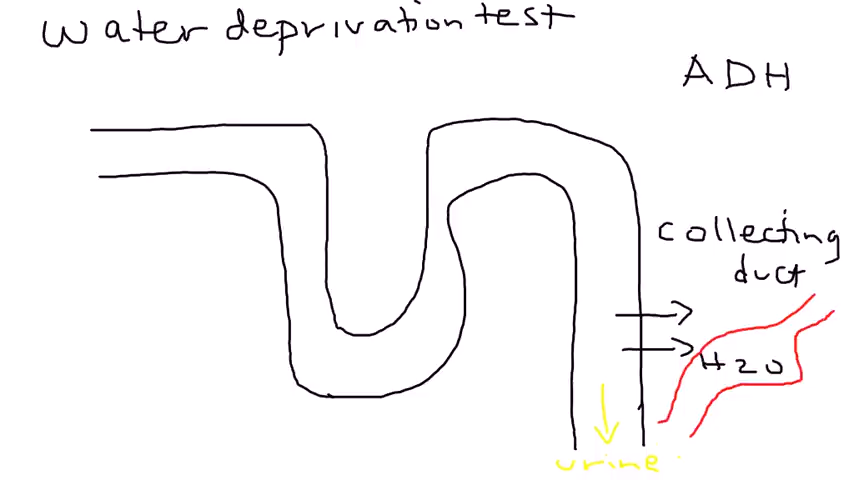 Water deprivation test
ADH
collecting
duct
H2O
urine